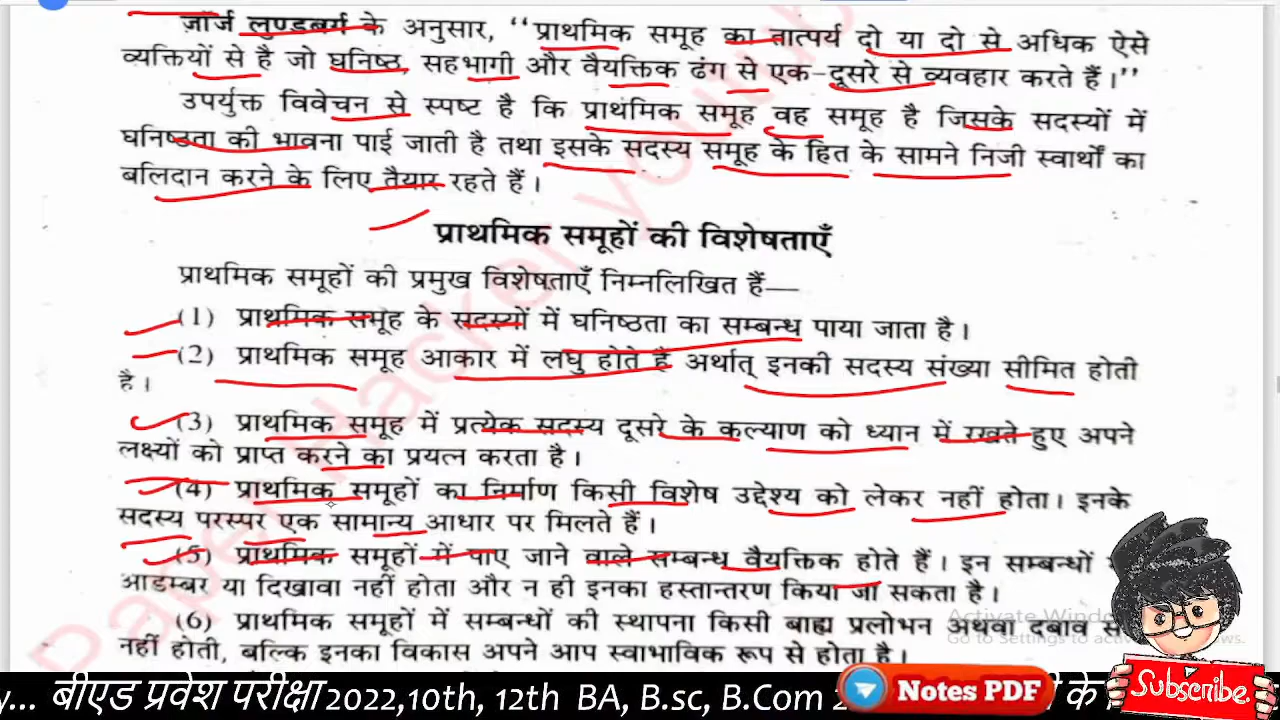 जॉर्ज लुण्डबर्ग के अनुसार, ‘‘प्राथमिक समूह का तात्पर्य दो या दो से अधिक ऐसे
व्यक्तियों से है जो घनिष्ठ, सहभागी और वैयक्तिक ढंग से एक-दूसरे से व्यवहार करते हैं।’’
उपर्युक्त विवेचन से स्पष्ट है कि प्राथमिक समूह वह समूह है जिसके सदस्यों में
घनिष्ठता की भावना पाई जाती है तथा इसके सदस्य समूह के हित के सामने निजी स्वार्थों का
बलिदान करने के लिए तैयार रहते हैं।
प्राथमिक समूहों की विशेषताएँ
प्राथमिक समूहों की प्रमुख विशेषताएँ निम्नलिखित हैं—
(1) प्राथमिक समूह के सदस्यों में घनिष्ठता का सम्बन्ध पाया जाता है।
(2) प्राथमिक समूह आकार में लघु होते हैं अर्थात् इनकी सदस्य संख्या सीमित होती
है।
(3) प्राथमिक समूह में प्रत्येक सदस्य दूसरे के कल्याण को ध्यान में रखते हुए अपने
लक्ष्यों को प्राप्त करने का प्रयत्न करता है।
(4) प्राथमिक समूहों का निर्माण किसी विशेष उद्देश्य को लेकर नहीं होता। इनके
सदस्य परस्पर एक सामान्य आधार पर मिलते हैं।
(5) प्राथमिक समूहों में पाए जाने वाले सम्बन्ध वैयक्तिक होते हैं। इन सम्बन्धों
आडम्बर या दिखावा नहीं होता और न ही इनका हस्तान्तरण किया जा सकता है।
(6) प्राथमिक समूहों में सम्बन्धों की स्थापना किसी बाह्य प्रलोभन अथवा दबाव
नहीं होती, बल्कि इनका विकास अपने आप स्वाभाविक रूप से होता है।
Activate Windows
Go to Settings to
बीएड प्रवेश परीक्षा 2022,10th, 12th BA, B.sc, B.Com
Notes PDF
के
Subscribe